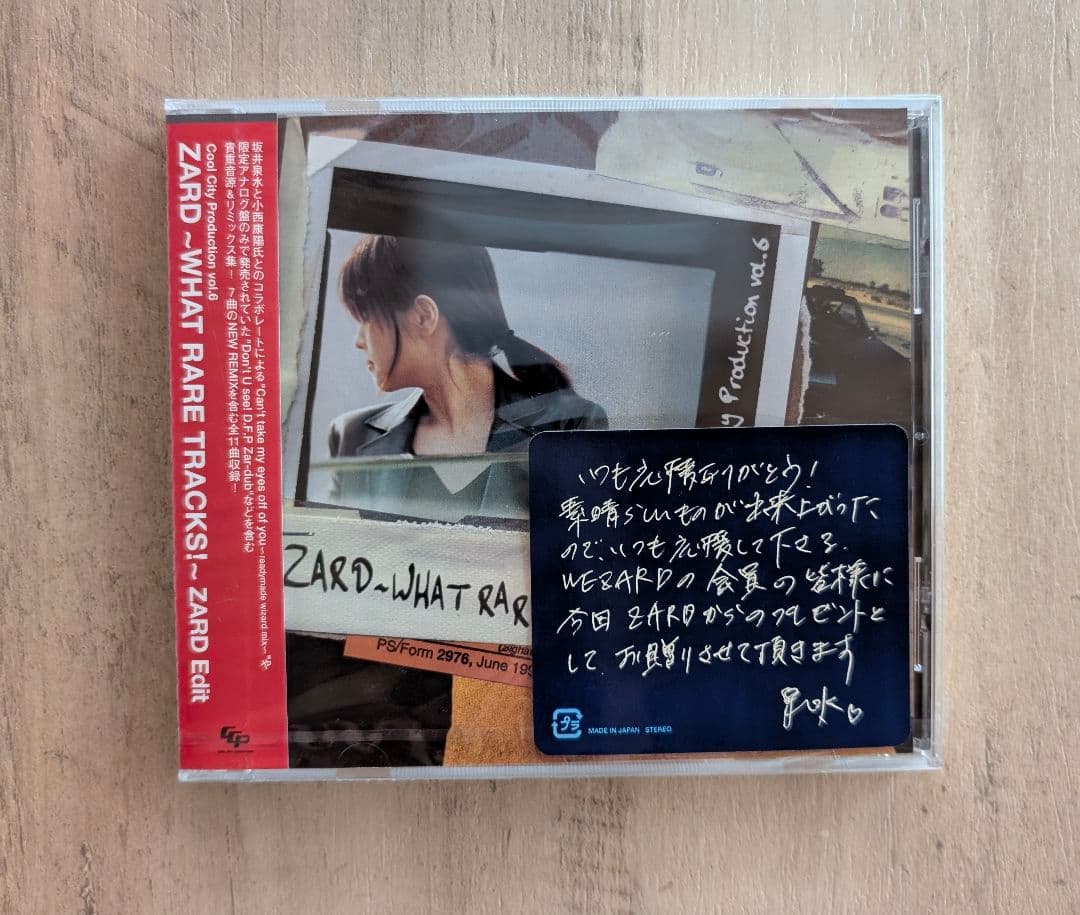 坂井泉水と小西康陽氏とのコラボレートによる"Can't take my eyes off of you～readymade wizard mix～"や
限定アナログ盤のみで発売されていた"Don't U see! D.F.P Zar-dub"などを含む
貴重音源&リミックス集！ 7曲のNEW REMIXを含む全11曲収録！
Cool City Production vol.6
ZARD ～WHAT RARE TRACKS!～ ZARD Edit
y Production vol.6
ZARD~WHAT RAR
PS/Form 2976, June 199
いつも応援ありがとう!
素晴らしいものが出来上がった
ので、いつも応援して下さる、
WEZARDの会員の皆様に
今回ZARDからのプレゼントと
して、お贈りさせて頂きます
泉水♡
プラ
MADE IN JAPAN STEREO